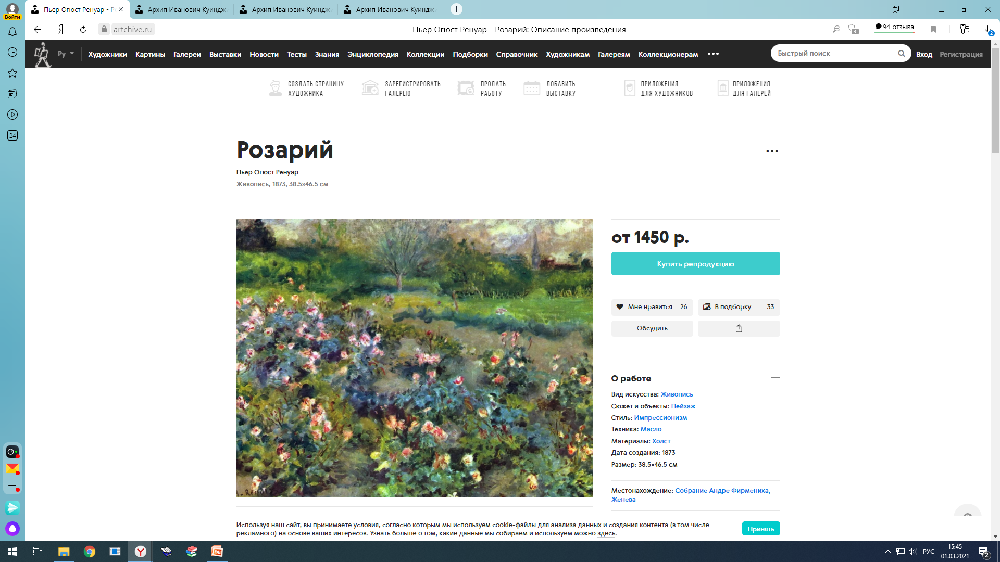 Войти
Пьер Огюст Ренуар - Р
Архип Иванович Куиндж
Архип Иванович Куиндж
Архип Иванович Куиндж
Я
artchive.ru
Пьер Огюст Ренуар - Розарий: Описание произведения
3
94 отзыва
2
24
Ру
Художники Картины Галереи Выставки Новости Тесты Знания Энциклопедия Коллекции Подборки Справочник Художникам Галереям Коллекционерам
Быстрый поиск
Вход Регистрация
СОЗДАТЬ СТРАНИЦУ
ХУДОЖНИКА
ЗАРЕГИСТРИРОВАТЬ
ГАЛЕРЕЮ
ПРОДАТЬ
РАБОТУ
ДОБАВИТЬ
ВЫСТАВКУ
ПРИЛОЖЕНИЯ
ДЛЯ ХУДОЖНИКОВ
ПРИЛОЖЕНИЯ
ДЛЯ ГАЛЕРЕЙ
Розарий
Пьер Огюст Ренуар
Живопись, 1873, 38.5×46.5 см
от 1450 р.
Купить репродукцию
Мне нравится 26
В подборку 33
Обсудить
О работе
Вид искусства: Живопись
Сюжет и объекты: Пейзаж
Стиль: Импрессионизм
Техника: Масло
Материалы: Холст
Дата создания: 1873
Размер: 38.5×46.5 см
Местонахождение: Собрание Андре Фирмениха,
Женева
Используя наш сайт, вы принимаете условия, согласно которым мы используем cookie-файлы для анализа данных и создания контента (в том числе
рекламного) на основе ваших интересов. Узнать больше о том, какие данные мы собираем и используем можно здесь.
Принять
РУС
15:45
01.03.2021
2